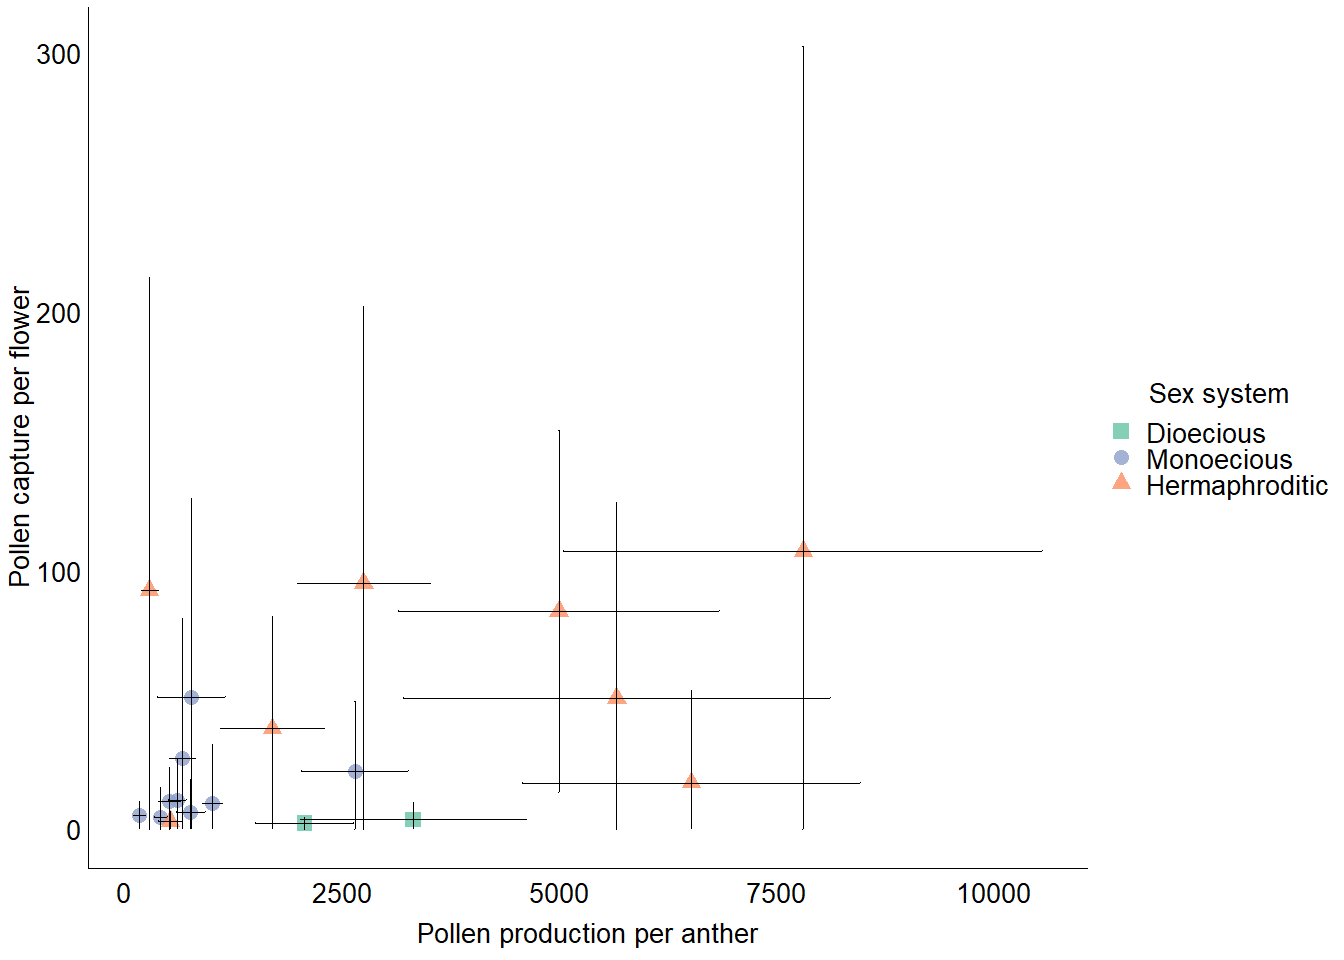 300
200
100
0
Pollen capture per flower
0 2500 5000 7500 10000
Pollen production per anther
Sex system
Dioecious
Monoecious
Hermaphroditic